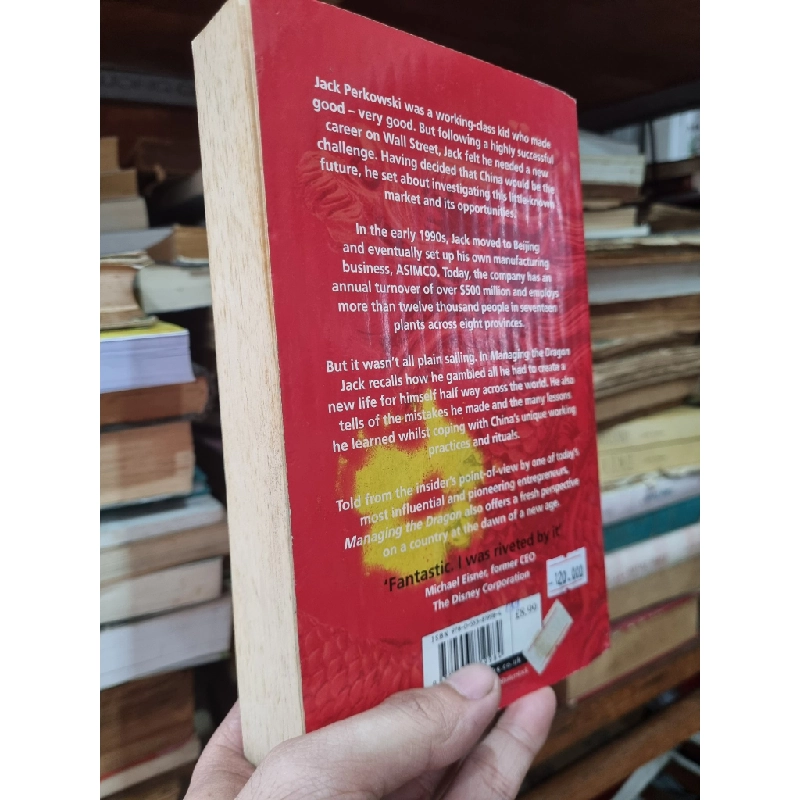 Jack Perkowski was a working-class kid who made
good – very good. But following a highly successful
career on Wall Street, Jack felt he needed a new
challenge. Having decided that China would be the
future, he set about investigating this little-known
market and its opportunities.
In the early 1990s, Jack moved to Beijing
and eventually set up his own manufacturing
business, ASIMCO. Today, the company has an
annual turnover of over $500 million and employs
more than twelve thousand people in seventeen
plants across eight provinces.
But it wasn't all plain sailing. In Managing the Dragon
Jack recalls how he gambled all he had to create a
new life for himself half way across the world. He also
tells of the mistakes he made and the many lessons
he learned whilst coping with China's unique working
practices and rituals.
Told from the insider's point-of-view by one of today's
most influential and pioneering entrepreneurs,
Managing the Dragon also offers a fresh perspective
on a country at the dawn of a new age.
'Fantastic. I was riveted by it'
Michael Eisner, former CEO
The Disney Corporation
120.000
£8.99
ISBN